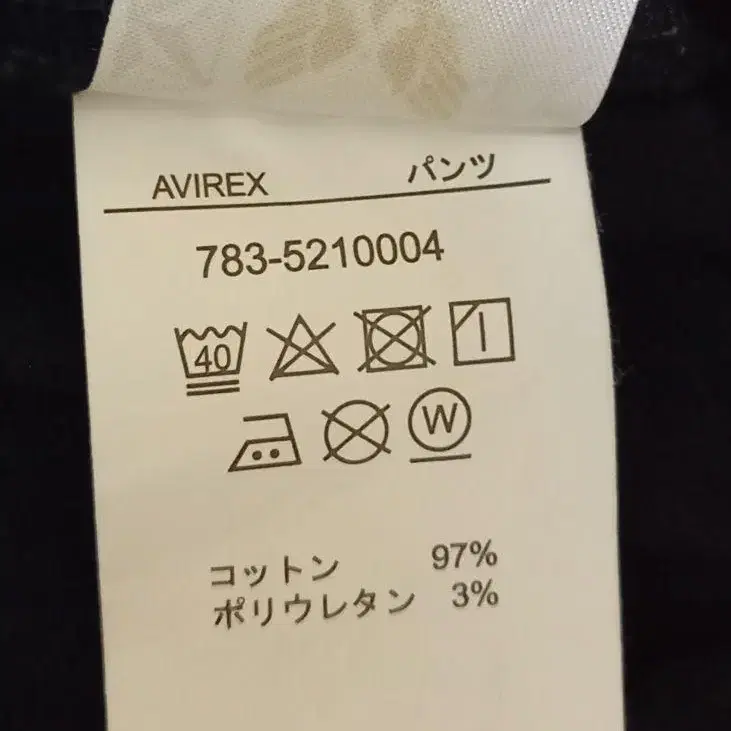 AVIREX パンツ
783-5210004
40
W
コットン 97%
ポリウレタン 3%